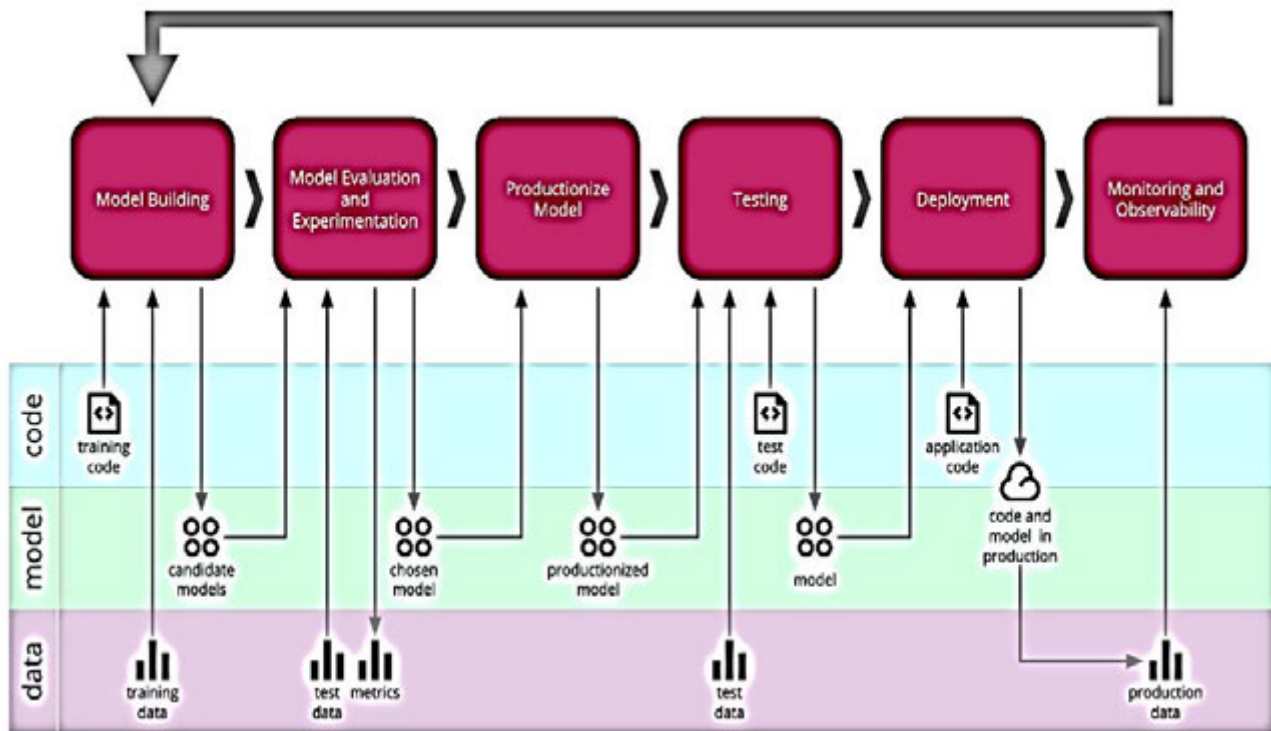 Model Building
Model Evaluation
and
Experimentation
Productionize
Model
Testing
Deployment
Monitoring and
Observability
code
training
code
test
code
application
code
code and
model in
production
model
candidate
models
chosen
model
productionized
model
model
data
training
data
test
data
metrics
test
data
production
data